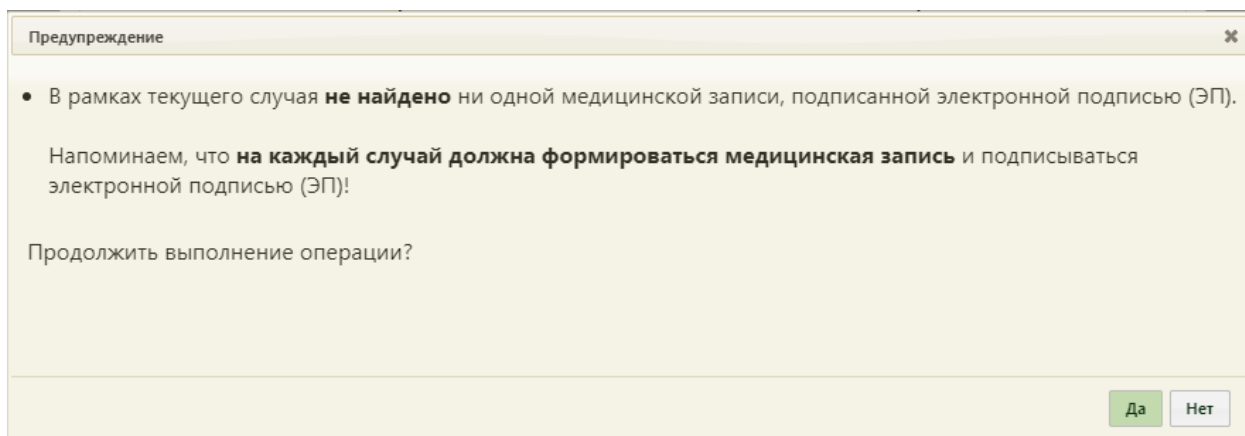 Предупреждение
• В рамках текущего случая не найдено ни одной медицинской записи, подписанной электронной подписью (ЭП).
Напоминаем, что на каждый случай должна формироваться медицинская запись и подписываться
электронной подписью (ЭП)!
Продолжить выполнение операции?
Да Нет